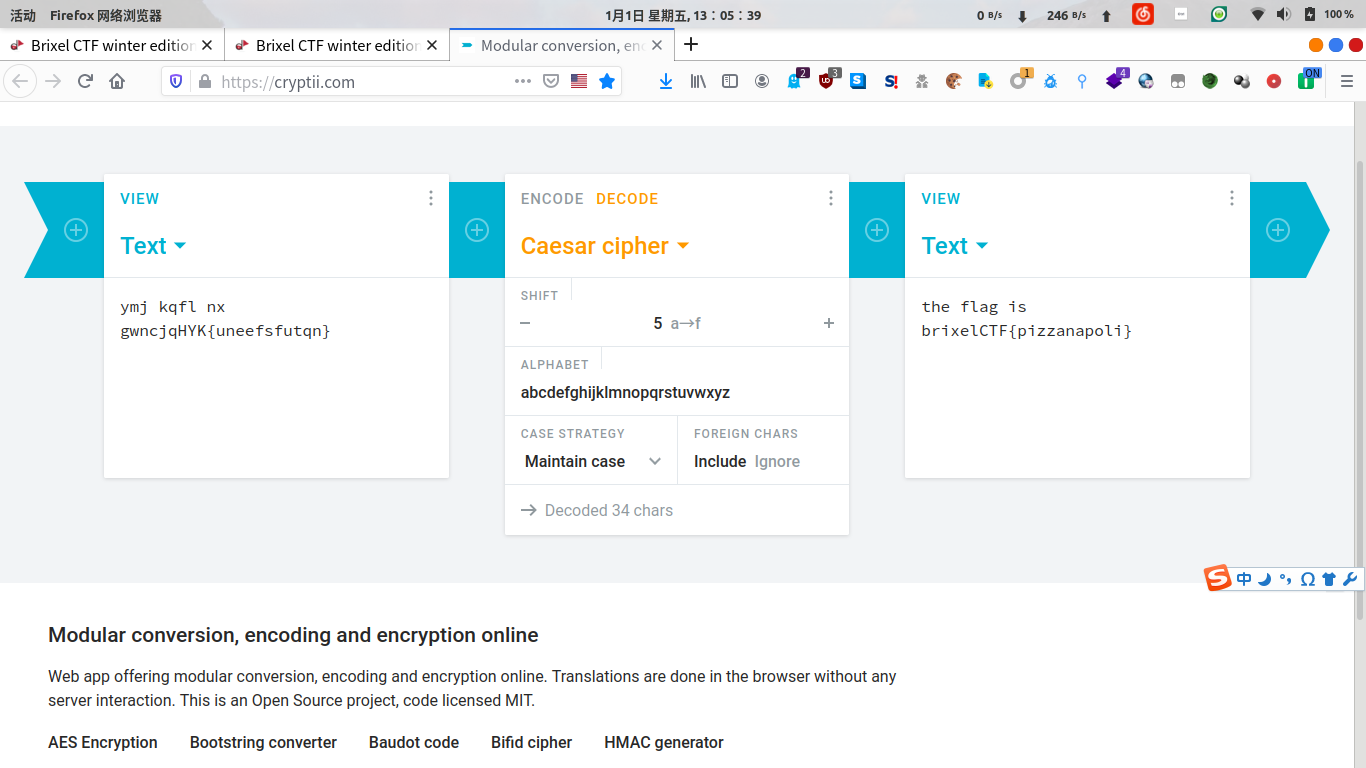 活动 Firefox 网络浏览器 1月1日 星期五, 13：05：39 0 B/s 246 B/s 100 %
Brixel CTF winter edition Brixel CTF winter edition Modular conversion, en
https://cryptii.com 2 3 1 4 ON
VIEW ENCODE DECODE VIEW
Text Caesar cipher Text
ymj kqfl nx
gwncjqHYK{uneefsfutqn}
SHIFT
5 a→f
ALPHABET
abcdefghijklmnopqrstuvwxyz
CASE STRATEGY FOREIGN CHARS
Maintain case Include Ignore
Decoded 34 chars
the flag is
brixelCTF{pizzanapoli}
中
Modular conversion, encoding and encryption online
Web app offering modular conversion, encoding and encryption online. Translations are done in the browser without any
server interaction. This is an Open Source project, code licensed MIT.
AES Encryption Bootstring converter Baudot code Bifid cipher HMAC generator